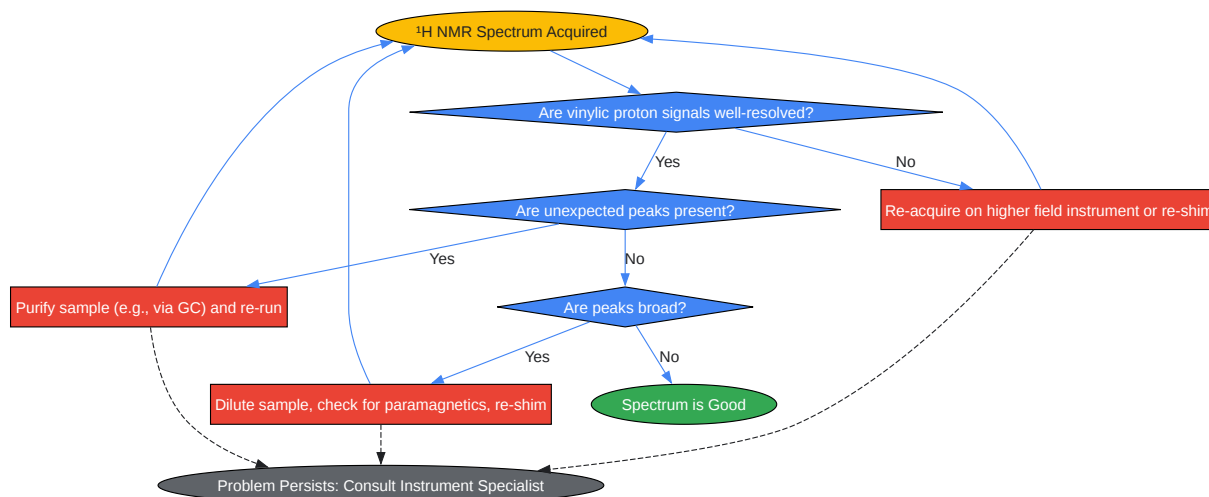 ¹H NMR Spectrum Acquired
Are vinylic proton signals well-resolved?
Yes
No
Are unexpected peaks present?
Re-acquire on higher field instrument or re-shim
Yes
No
Purify sample (e.g., via GC) and re-run
Are peaks broad?
Yes
No
Dilute sample, check for paramagnetics, re-shim
Spectrum is Good
Problem Persists: Consult Instrument Specialist